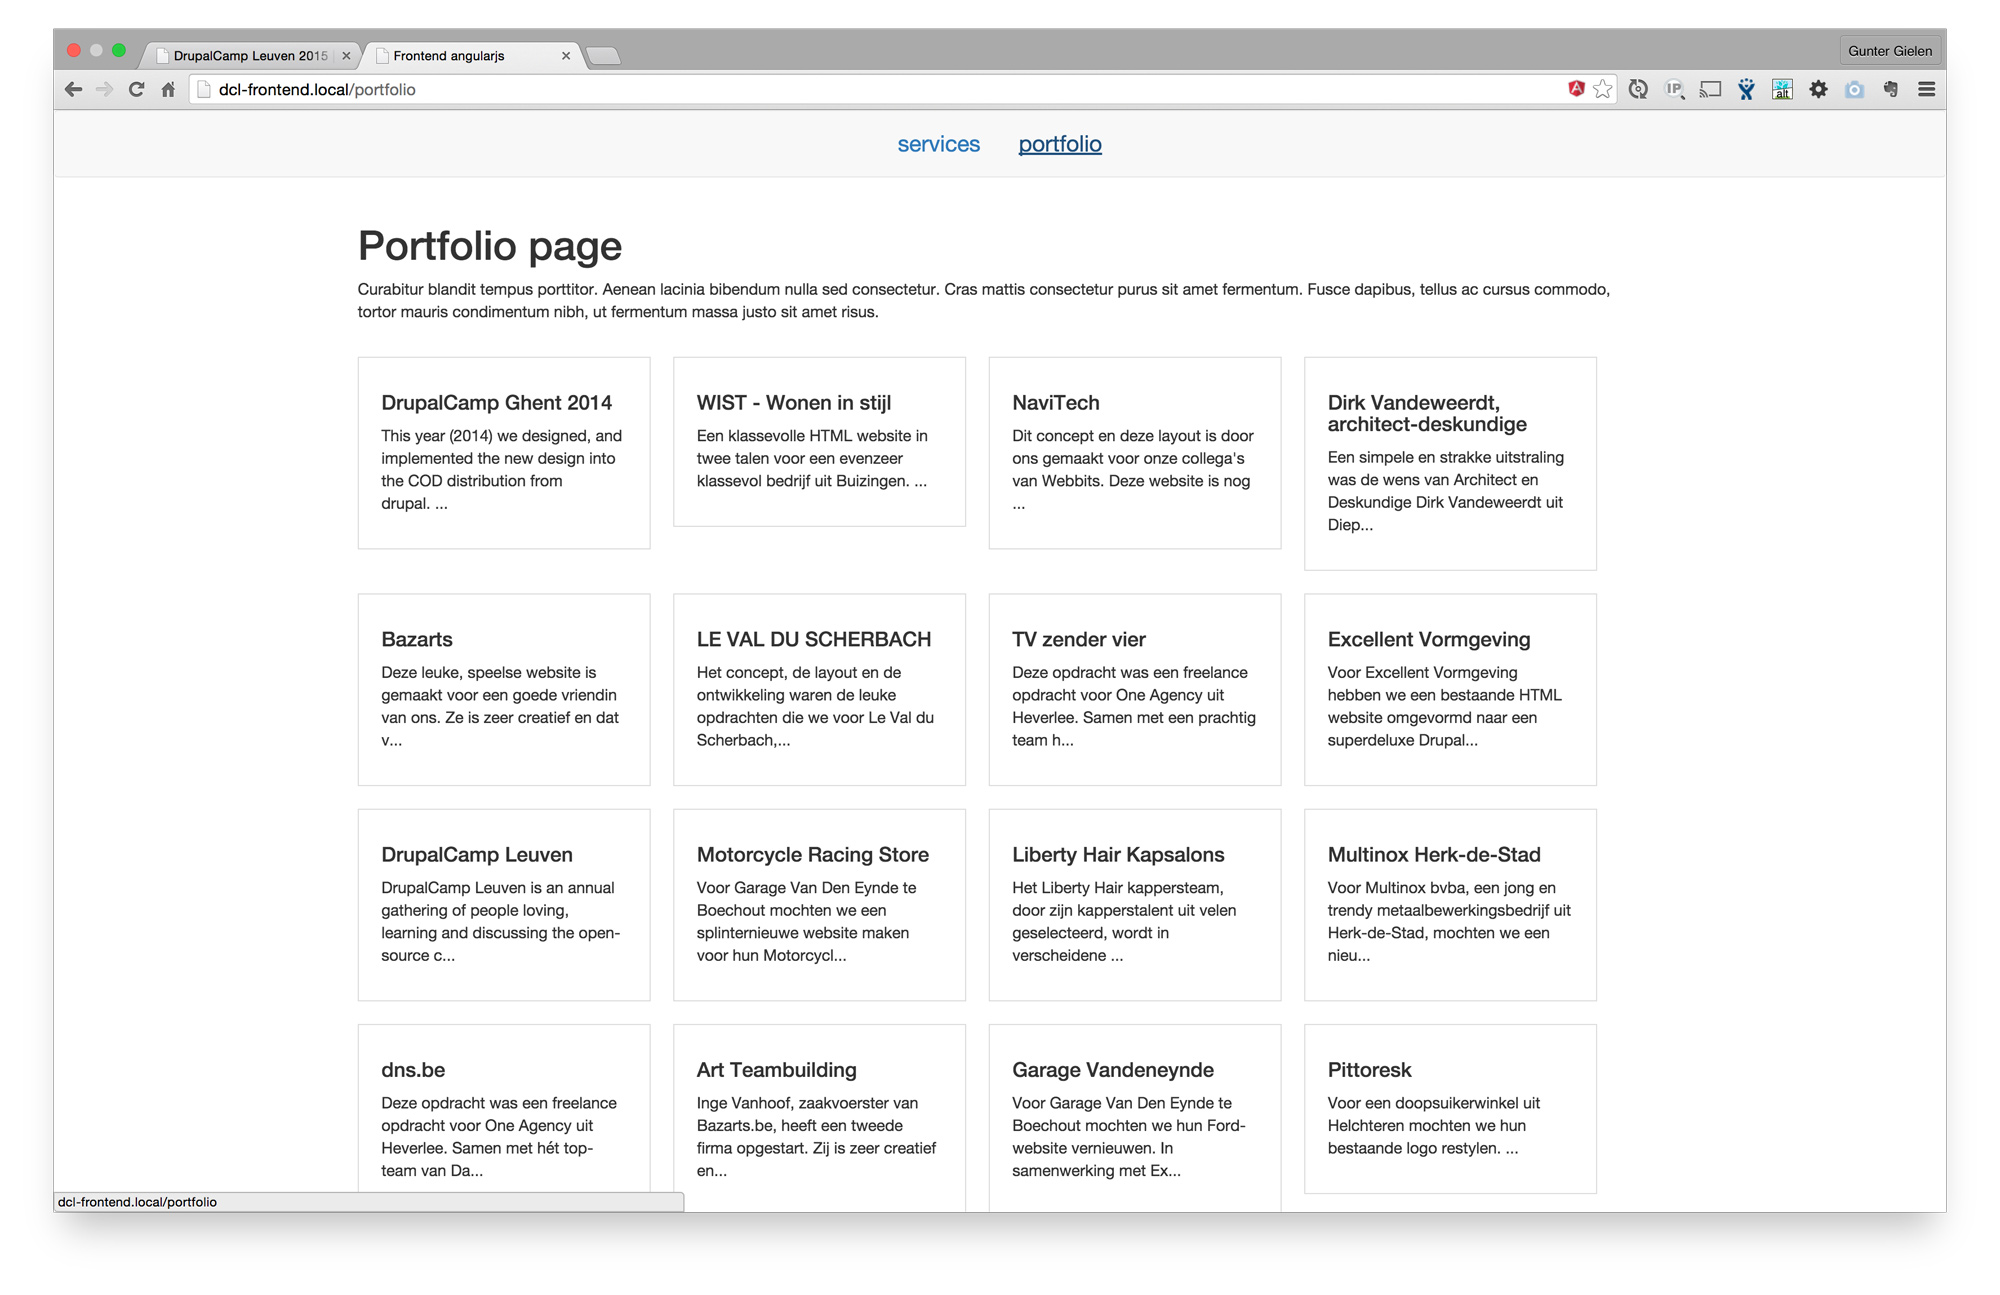 DrupalCamp Leuven 2015
Frontend angularjs
Gunter Gielen
dcl-frontend.local/portfolio
IP
alt
services
portfolio
Portfolio page
Curabitur blandit tempus porttitor. Aenean lacinia bibendum nulla sed consectetur. Cras mattis consectetur purus sit amet fermentum. Fusce dapibus, tellus ac cursus commodo,
tortor mauris condimentum nibh, ut fermentum massa justo sit amet risus.
DrupalCamp Ghent 2014
This year (2014) we designed, and
implemented the new design into
the COD distribution from
drupal. ...
WIST - Wonen in stijl
Een klassevolle HTML website in
twee talen voor een evenzeer
klassevol bedrijf uit Buizingen. ...
NaviTech
Dit concept en deze layout is door
ons gemaakt voor onze collega's
van Webbits. Deze website is nog
...
Dirk Vandeweerdt,
architect-deskundige
Een simpele en strakke uitstraling
was de wens van Architect en
Deskundige Dirk Vandeweerdt uit
Diep...
Bazarts
Deze leuke, speelse website is
gemaakt voor een goede vriendin
van ons. Ze is zeer creatief en dat
v...
LE VAL DU SCHERBACH
Het concept, de layout en de
ontwikkeling waren de leuke
opdrachten die we voor Le Val du
Scherbach,...
TV zender vier
Deze opdracht was een freelance
opdracht voor One Agency uit
Heverlee. Samen met een prachtig
team h...
Excellent Vormgeving
Voor Excellent Vormgeving
hebben we een bestaande HTML
website omgevormd naar een
superdeluxe Drupal...
DrupalCamp Leuven
DrupalCamp Leuven is an annual
gathering of people loving,
learning and discussing the open-
source c...
Motorcycle Racing Store
Voor Garage Van Den Eynde te
Boechout mochten we een
splinternieuwe website maken
voor hun Motorcycl...
Liberty Hair Kapsalons
Het Liberty Hair kappersteam,
door zijn kapperstalent uit velen
geselecteerd, wordt in
verscheidene ...
Multinox Herk-de-Stad
Voor Multinox bvba, een jong en
trendy metaalbewerkingsbedrijf uit
Herk-de-Stad, mochten we een
nieu...
dns.be
Deze opdracht was een freelance
opdracht voor One Agency uit
Heverlee. Samen met hét top-
team van Da...
Art Teambuilding
Inge Vanhoof, zaakvoerster van
Bazarts.be, heeft een tweede
firma opgestart. Zij is zeer creatief
en...
Garage Vandeneynde
Voor Garage Van Den Eynde te
Boechout mochten we hun Ford-
website vernieuwen. In
samenwerking met Ex...
Pittoresk
Voor een doopsuikerwinkel uit
Helchteren mochten we hun
bestaande logo restylen. ...
dcl-frontend.local/portfolio